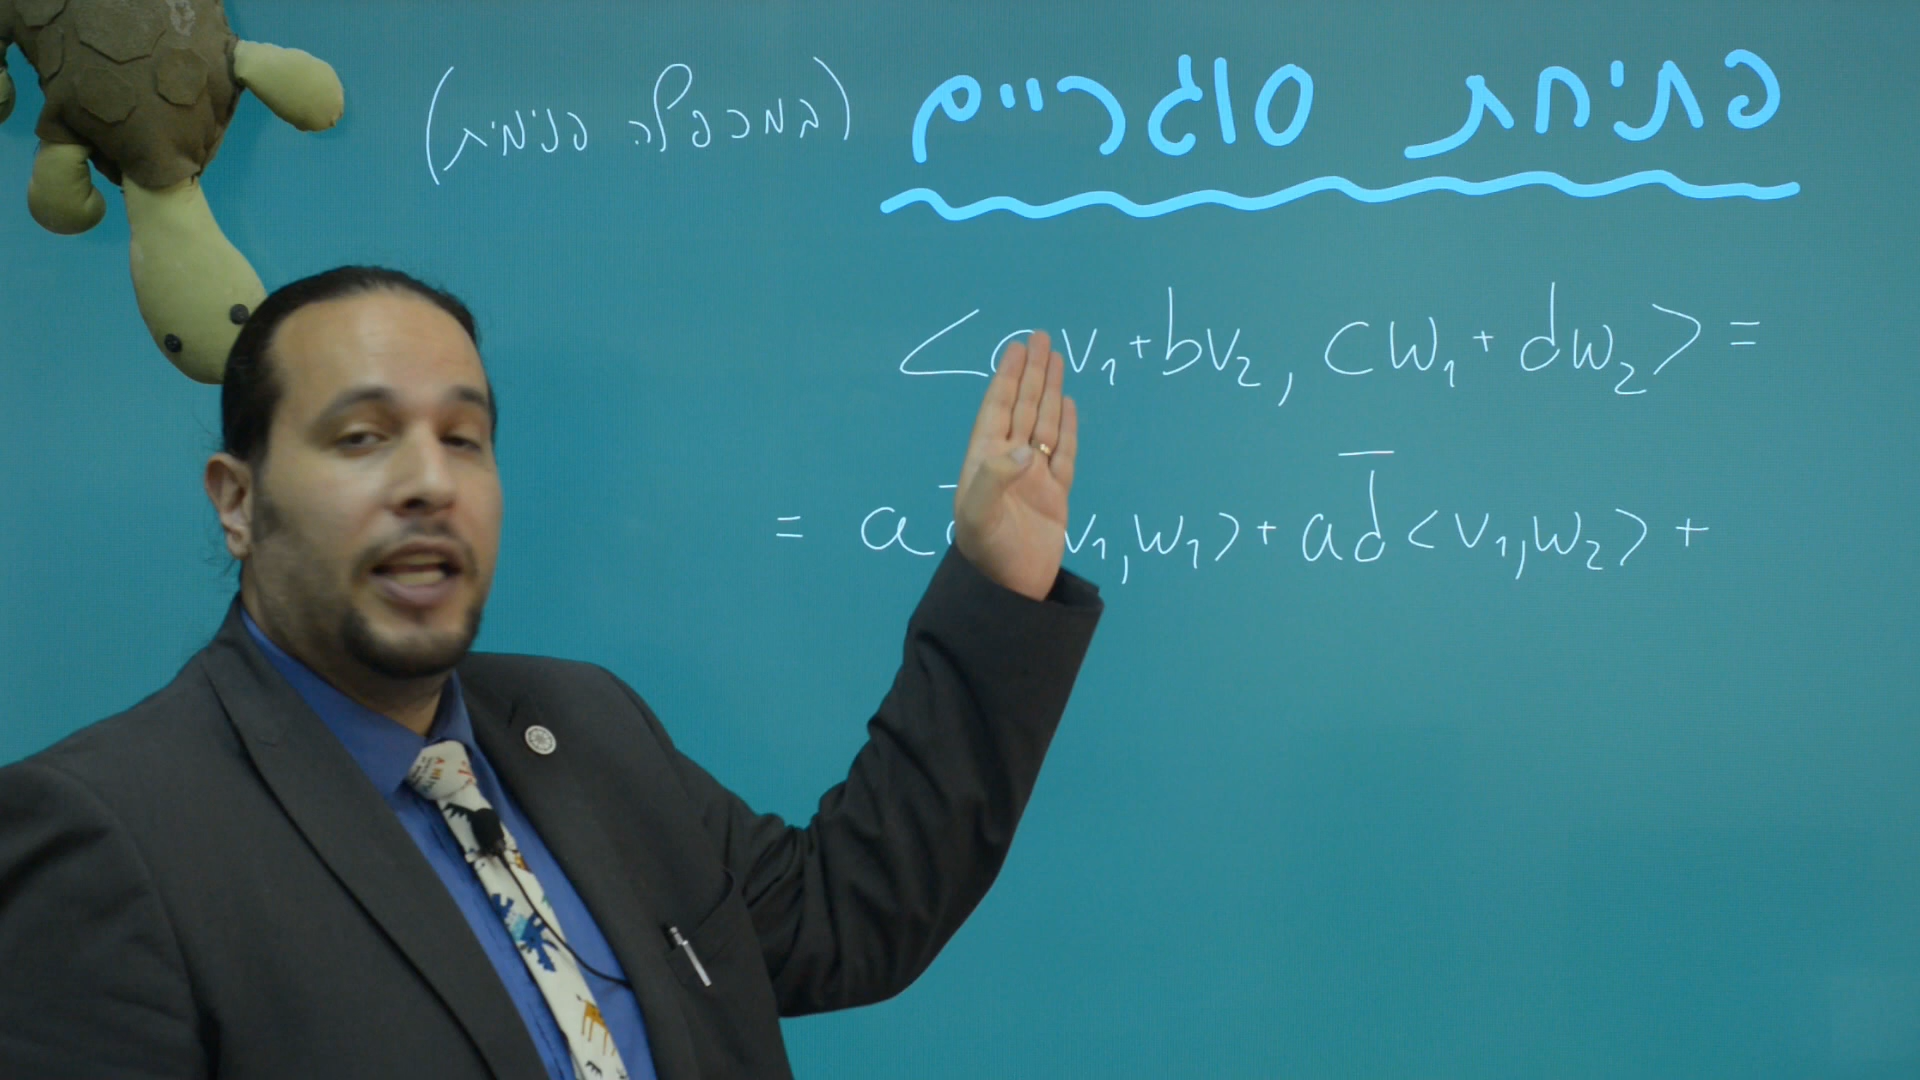 פתיחת סוגריים (במכפלה פנימית)
<av₁+bv₂, cw₁+dw₂> =
= a v₁,w₁>+ ad̅<v₁,w₂> +